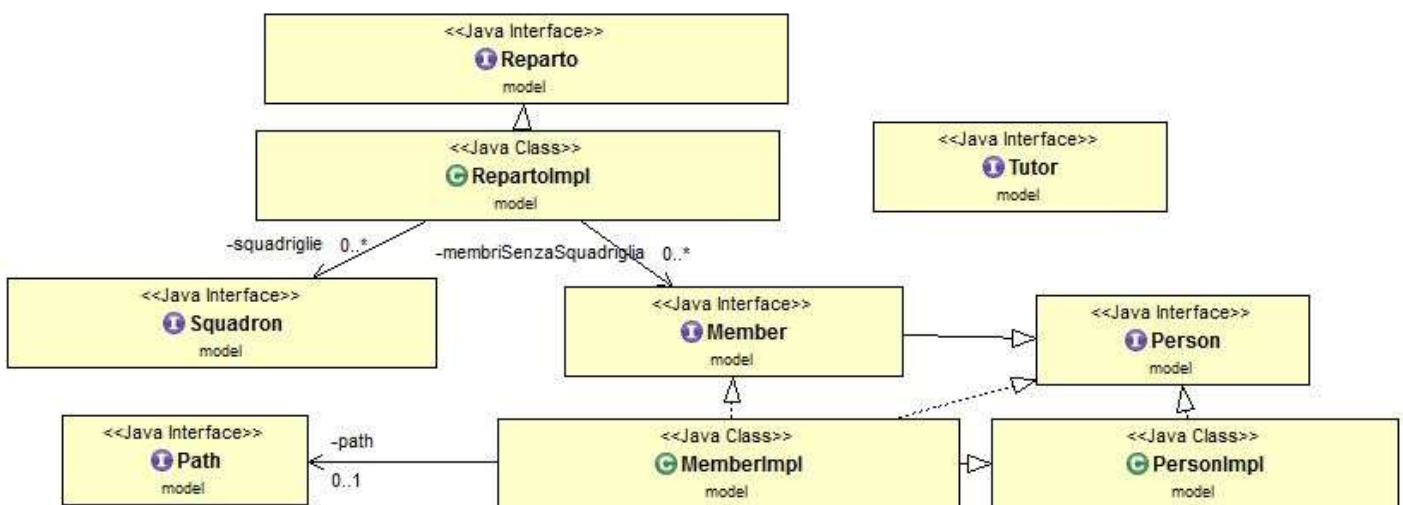 <<Java Interface>>
Reparto
model
<<Java Class>>
RepartoImpl
model
<<Java Interface>>
Tutor
model
-squadriglie 0..*
-membriSenzaSquadriglia 0..*
<<Java Interface>>
Squadron
model
<<Java Interface>>
Member
model
<<Java Interface>>
Person
model
<<Java Interface>>
Path
model
-path
0..1
<<Java Class>>
MemberImpl
model
<<Java Class>>
PersonImpl
model